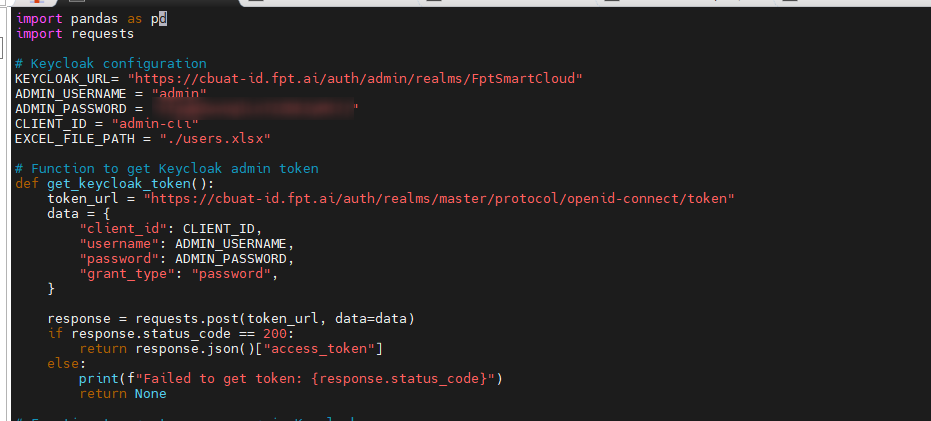 import pandas as pd
import requests
# Keycloak configuration
KEYCLOAK_URL= "https://cbuat-id.fpt.ai/auth/admin/realms/FptSmartCloud"
ADMIN_USERNAME = "admin"
ADMIN_PASSWORD = "
CLIENT_ID = "admin-cli"
EXCEL_FILE_PATH = "./users.xlsx"
# Function to get Keycloak admin token
def get_keycloak_token():
    token_url = "https://cbuat-id.fpt.ai/auth/realms/master/protocol/openid-connect/token"
    data = {
        "client_id": CLIENT_ID,
        "username": ADMIN_USERNAME,
        "password": ADMIN_PASSWORD,
        "grant_type": "password",
    }
    response = requests.post(token_url, data=data)
    if response.status_code == 200:
        return response.json()["access_token"]
    else:
        print(f"Failed to get token: {response.status_code}")
        return None